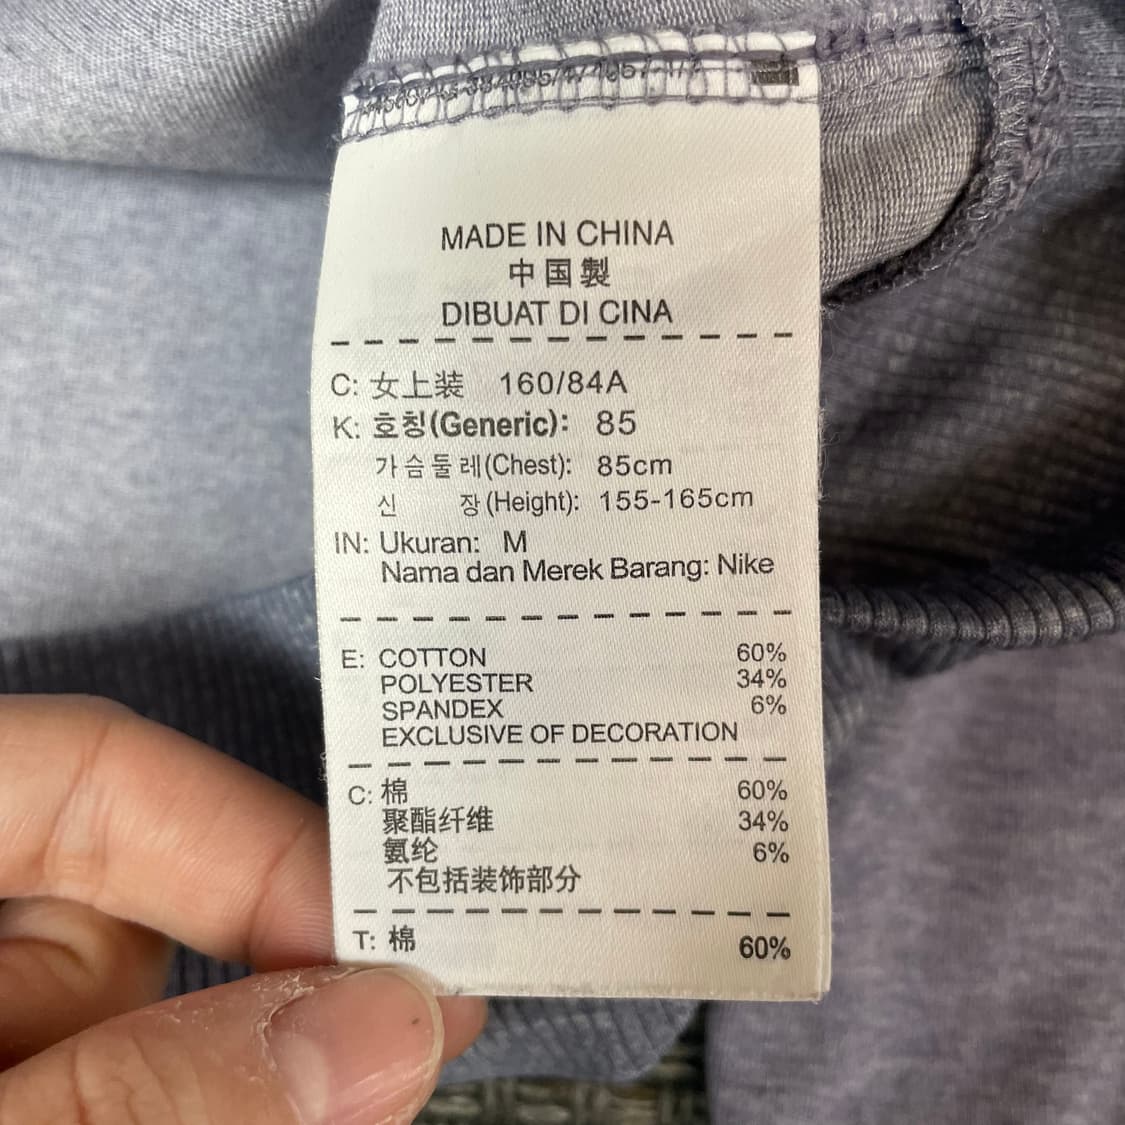 MADE IN CHINA
中国製
DIBUAT DI CINA
C: 女上装 160/84A
K: 호칭(Generic): 85
가슴둘레(Chest): 85cm
신 장(Height): 155-165cm
IN: Ukuran: M
Nama dan Merek Barang: Nike
E: COTTON 60%
POLYESTER 34%
SPANDEX 6%
EXCLUSIVE OF DECORATION
C: 棉 60%
聚酯纤维 34%
氨纶 6%
不包括装饰部分
T: 棉 60%